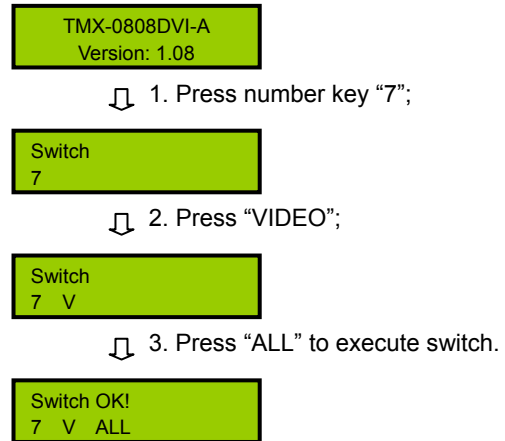 TMX-0808DVI-A
Version: 1.08
1. Press number key “7”;
Switch
7
2. Press “VIDEO”;
Switch
7 V
3. Press “ALL” to execute switch.
Switch OK!
7 V ALL